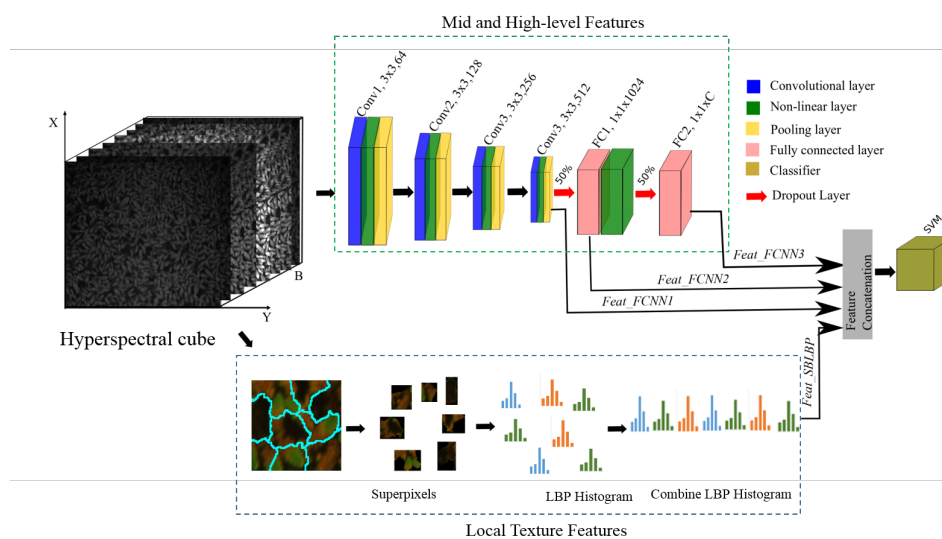 Mid and High-level Features
X
Y
B
Hyperspectral cube
Conv1, 3x3,64
Conv2, 3x3,128
Conv3, 3x3,256
Conv3, 3x3,512
50%
FC1, 1x1x1024
50%
FC2, 1x1xC
Convolutional layer
Non-linear layer
Pooling layer
Fully connected layer
Classifier
Dropout Layer
Feat_FCNN3
Feat_FCNN2
Feat_FCNN1
Feat_SBLBP
Feature
Concatenation
SVM
Superpixels
LBP Histogram
Combine LBP Histogram
Local Texture Features